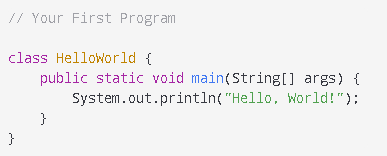 // Your First Program

class HelloWorld {
    public static void main(String[] args) {
        System.out.println("Hello, World!");
    }
}